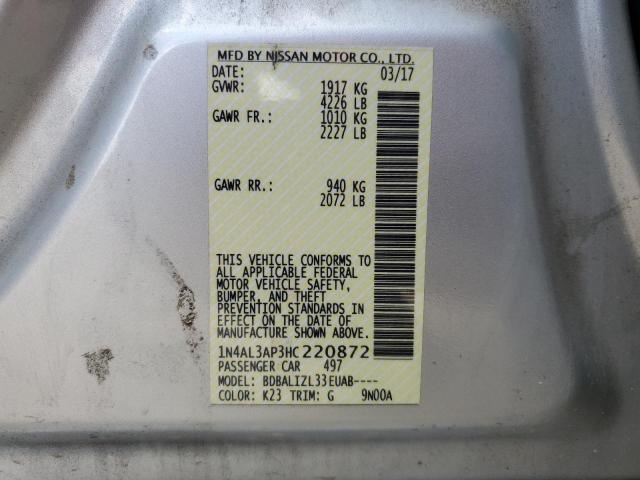 MFD BY NISSAN MOTOR CO., LTD.
DATE: 03/17
GVWR: 1917 KG
4226 LB
GAWR FR.: 1010 KG
2227 LB
GAWR RR.: 940 KG
2072 LB
THIS VEHICLE CONFORMS TO
ALL APPLICABLE FEDERAL
MOTOR VEHICLE SAFETY,
BUMPER, AND THEFT
PREVENTION STANDARDS IN
EFFECT ON THE DATE OF
MANUFACTURE SHOWN ABOVE.
1N4AL3AP3HC220872
PASSENGER CAR 497
MODEL: BDBALIZL33EUAB----
COLOR: K23 TRIM: G 9N00A